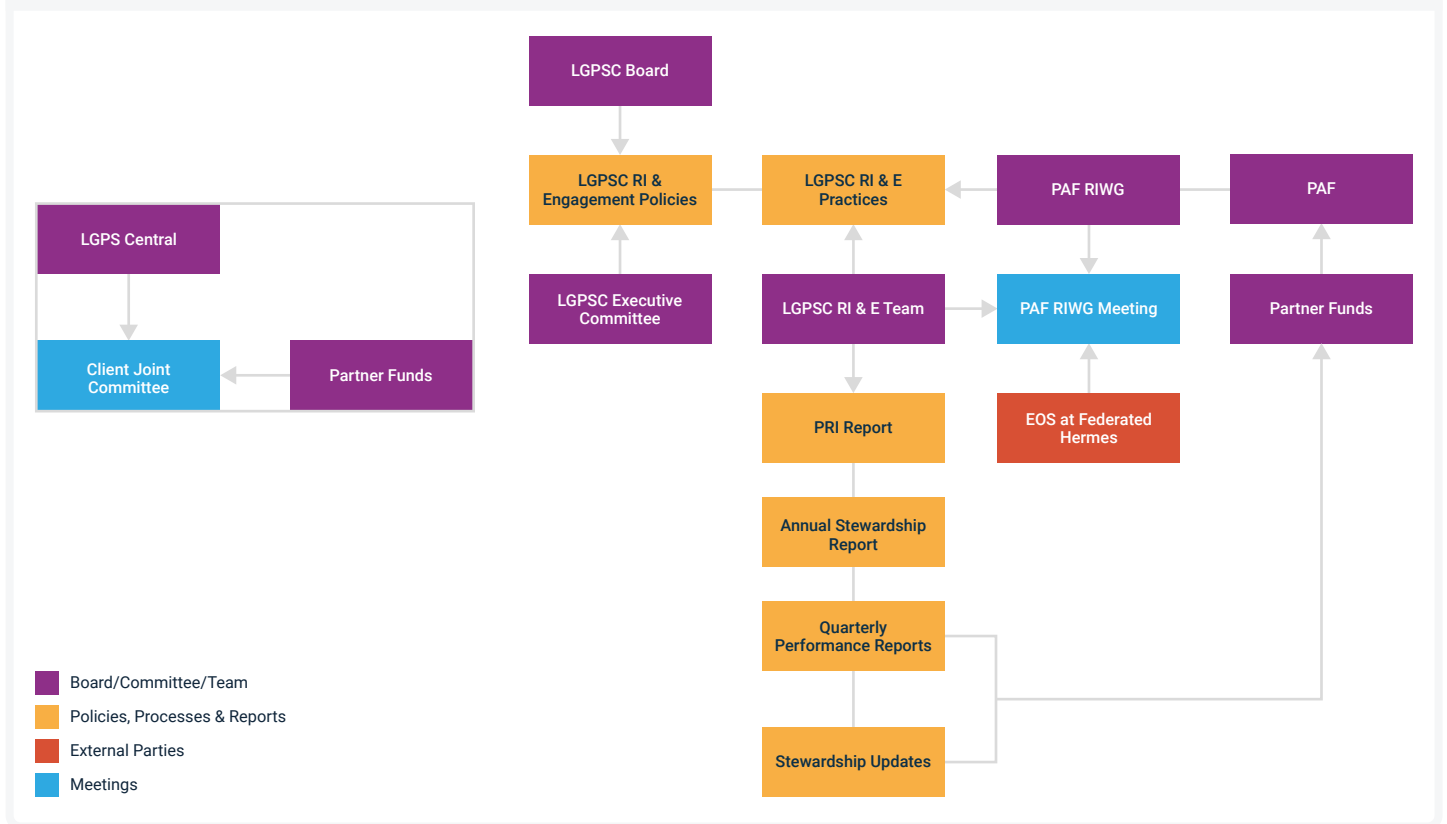 LGPSC Board
LGPSC RI &
Engagement Policies
LGPSC RI & E
Practices
PAF RIWG
PAF
LGPS Central
LGPSC Executive
Committee
LGPSC RI & E Team
PAF RIWG Meeting
Partner Funds
Client Joint
Committee
Partner Funds
PRI Report
EOS at Federated
Hermes
Annual Stewardship
Report
Quarterly
Performance Reports
Stewardship Updates
Board/Committee/Team
Policies, Processes & Reports
External Parties
Meetings